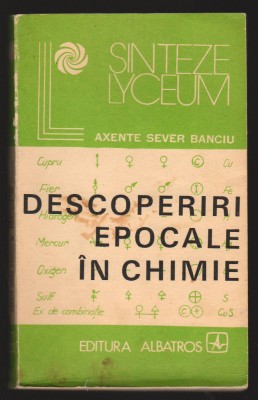 SINTEZE
LYCEUM
AXENTE SEVER BANCIU
Cupru © Cu
Fier Fe
DESCOPERIRI
Hidrogen
EPOCALE
Mercur
ÎN CHIMIE
Oxigen
Sulf S
Ex de combinație CuS
EDITURA ALBATROS